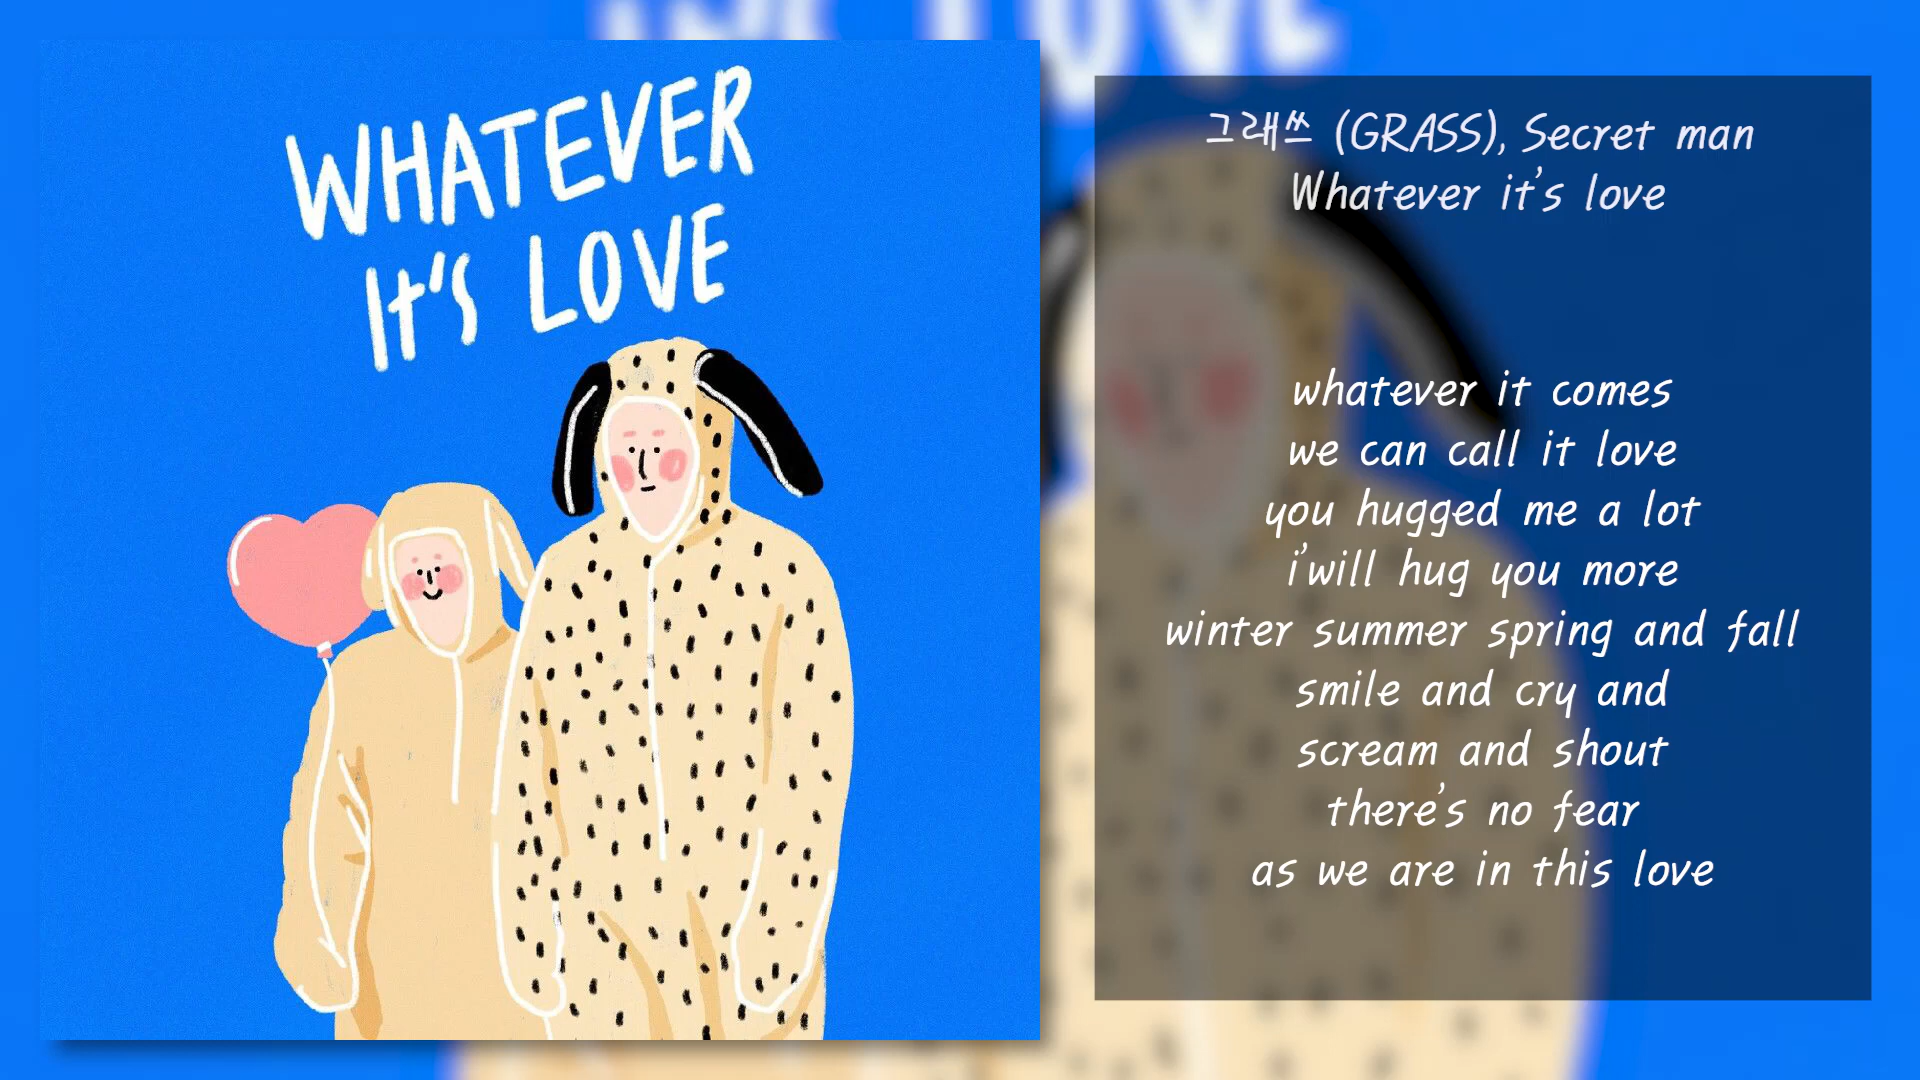 WHATEVER
It's LOVE
그래쓰 (GRASS), Secret man
Whatever it's love
whatever it comes
we can call it love
you hugged me a lot
i'will hug you more
winter summer spring and fall
smile and cry and
scream and shout
there's no fear
as we are in this love